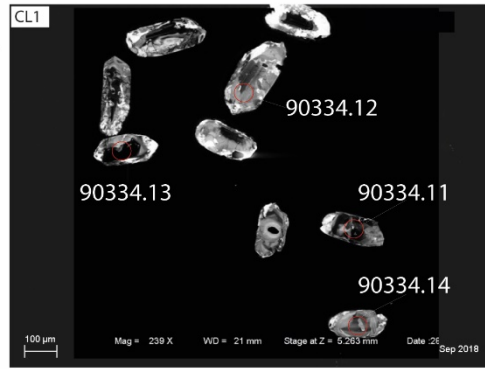 CL1
90334.12
90334.13
90334.11
90334.14
100 µm
Mag = 239 X WD = 21 mm Stage at Z = 5.263 mm Date :28
Sep 2018